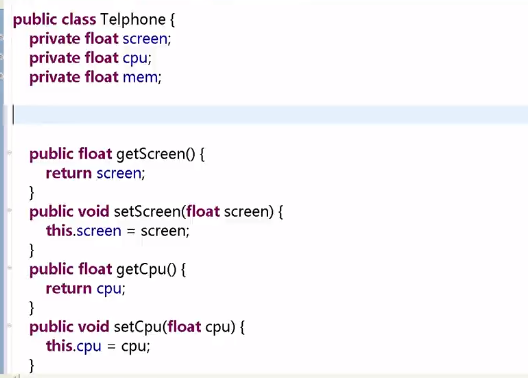 public class Telphone {
private float screen;
private float cpu;
private float mem;
public float getScreen() {
return screen;
}
public void setScreen(float screen) {
this.screen = screen;
}
public float getCpu() {
return cpu;
}
public void setCpu(float cpu) {
this.cpu = cpu;
}